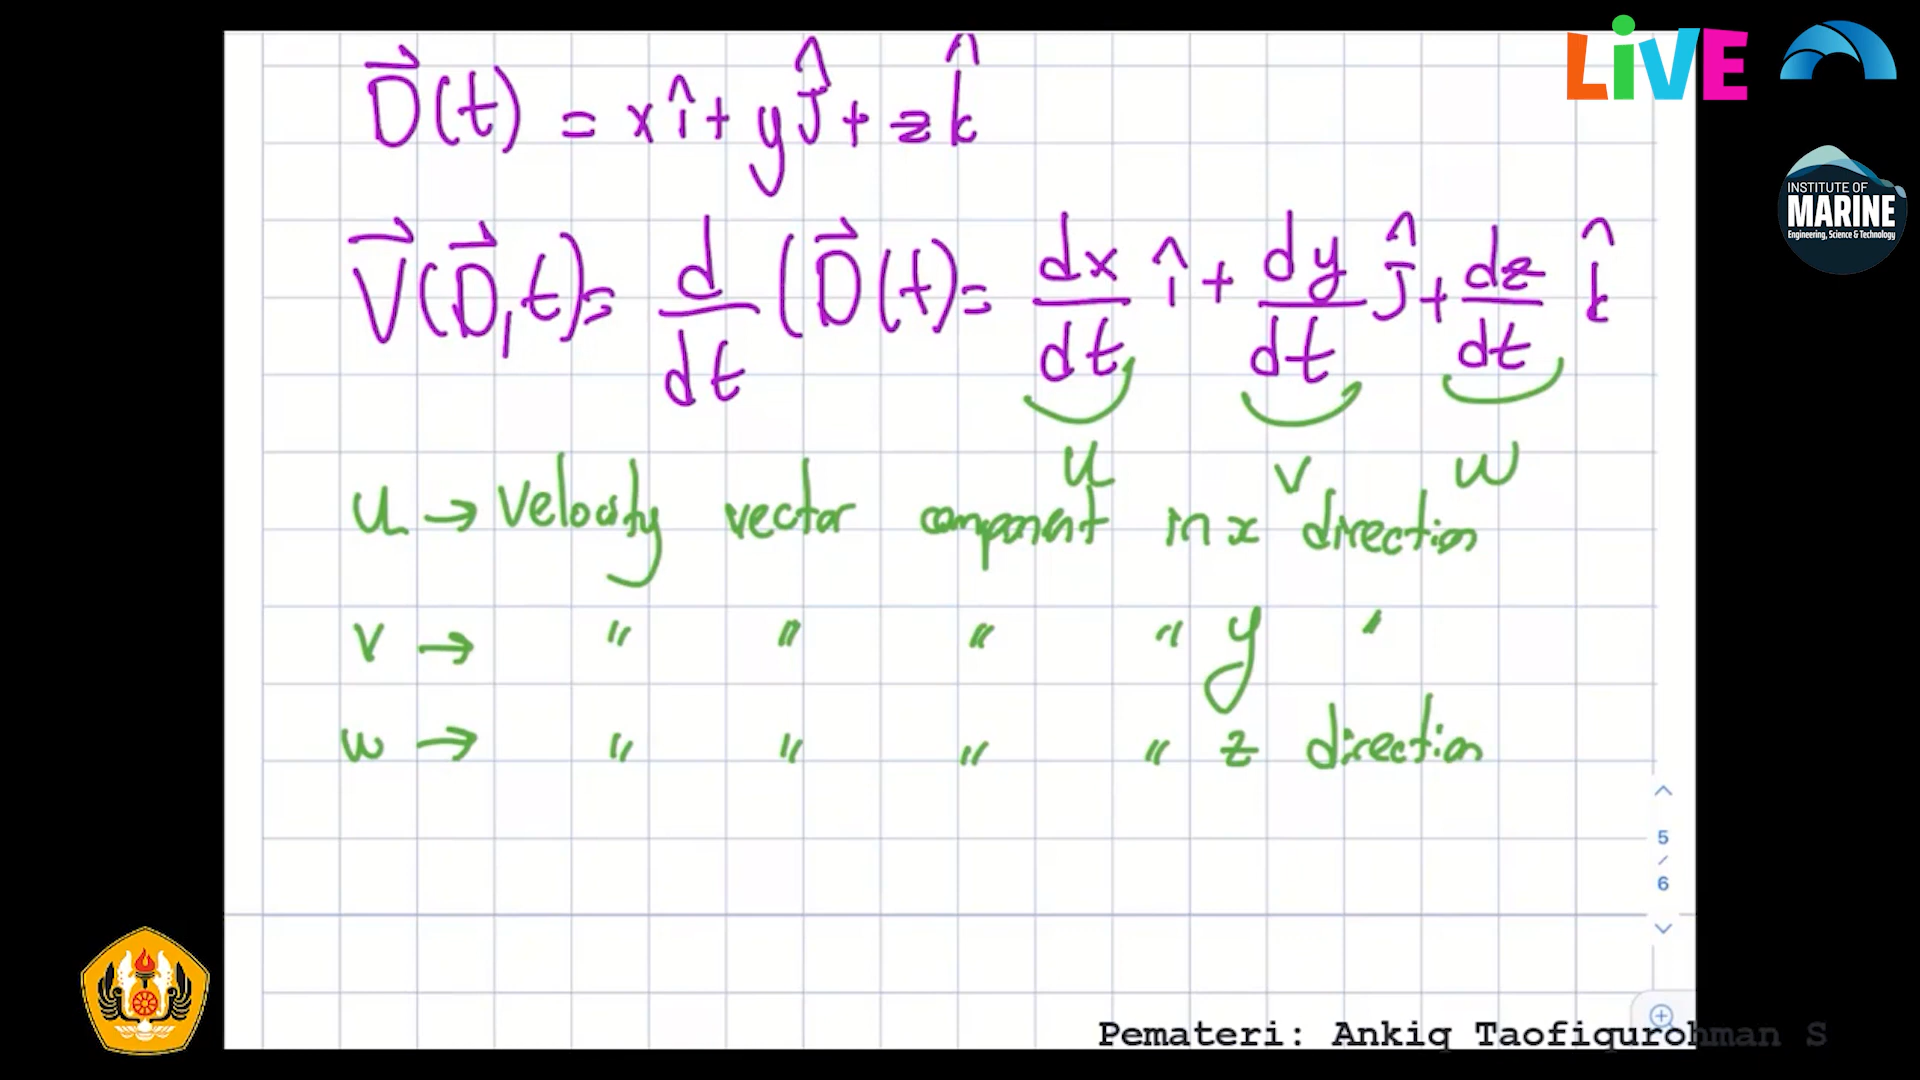 LiVE
INSTITUTE OF
MARINE
Engineering, Science & Technology
D⃗(t) = xî + yĵ + zk̂
V⃗(D⃗,t) = d/dt (D⃗(t) = dx/dt î + dy/dt ĵ + dz/dt k̂
u v w
u → velocity vector component in x direction
v → " " " " y "
w → " " " " z direction
5
/
6
Pemateri: Ankiq Taofiqurohman S